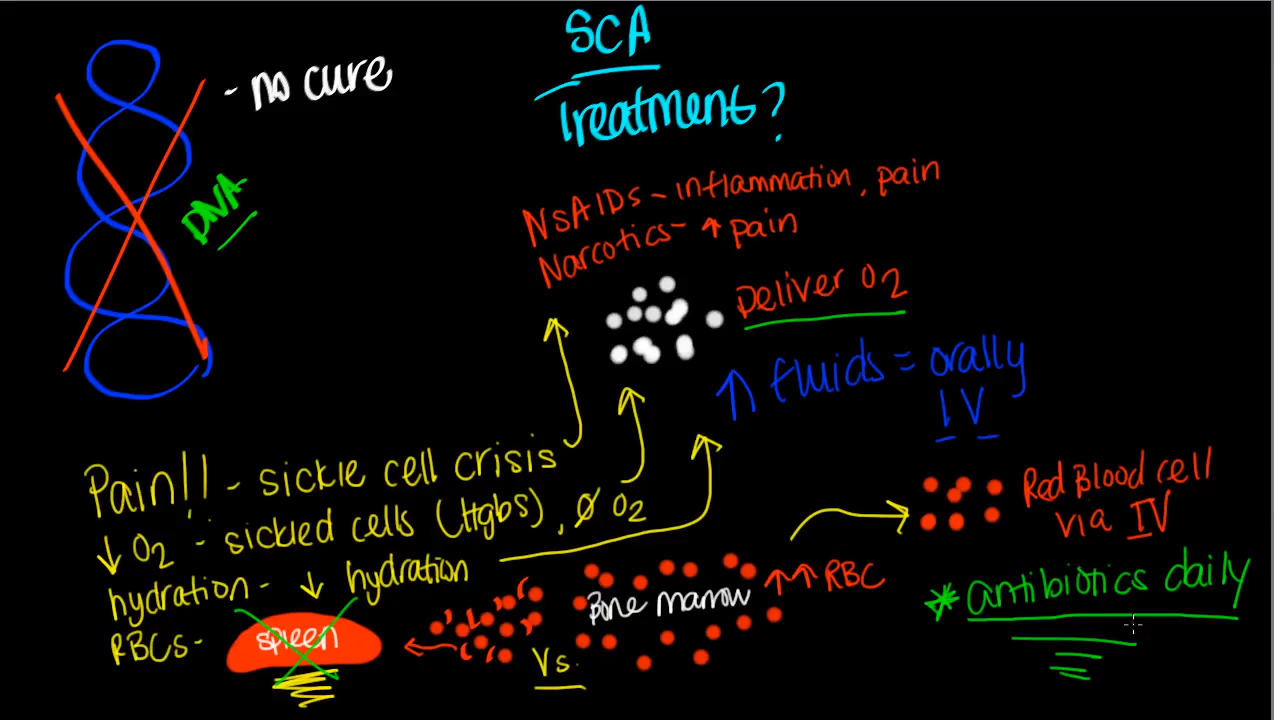 SCA
Treatment?
- no cure
DNA
NSAIDs - inflammation, pain
Narcotics - ↑ pain
Deliver O2
↑ fluids = orally
IV
Pain!! - sickle cell crisis
↓ O2 - sickled cells (HgbS), Ø O2
hydration - ↓ hydration
RBCs -
spleen
Vs.
Bone marrow
↑↑ RBC
Red Blood cell
via IV
* antibiotics daily